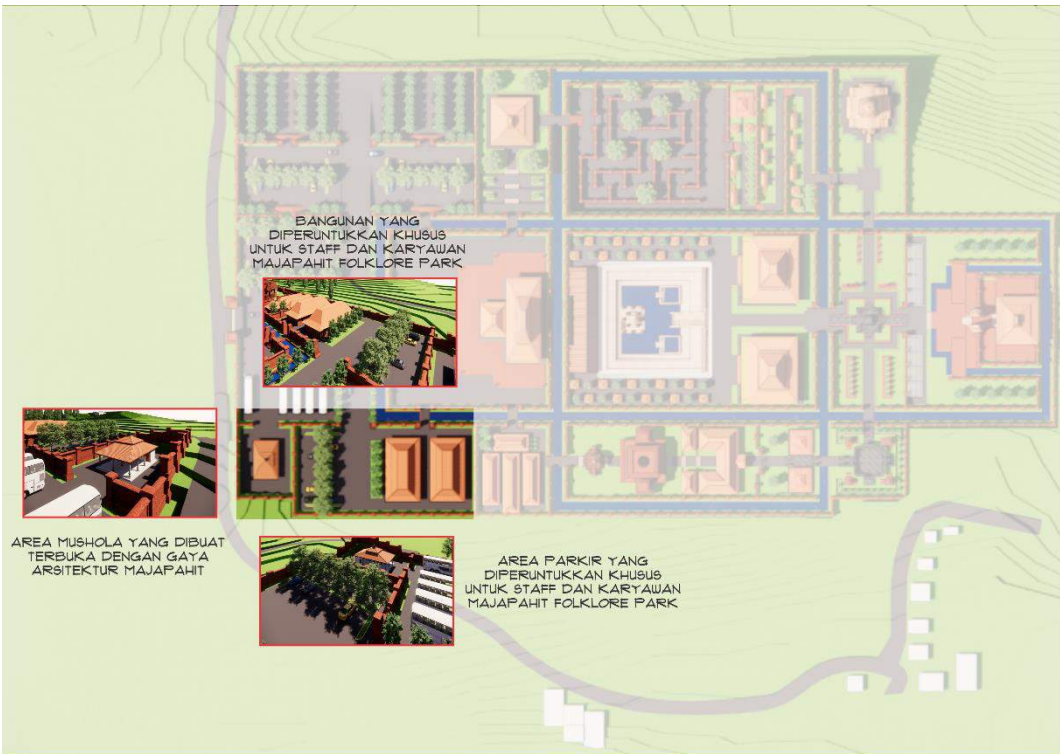 BANGUNAN YANG
DIPERUNTUKKAN KHUSUS
UNTUK STAFF DAN KARYAWAN
MAJAPAHIT FOLKLORE PARK
AREA MUSHOLA YANG DIBUAT
TERBUKA DENGAN GAYA
ARSITEKTUR MAJAPAHIT
AREA PARKIR YANG
DIPERUNTUKKAN KHUSUS
UNTUK STAFF DAN KARYAWAN
MAJAPAHIT FOLKLORE PARK